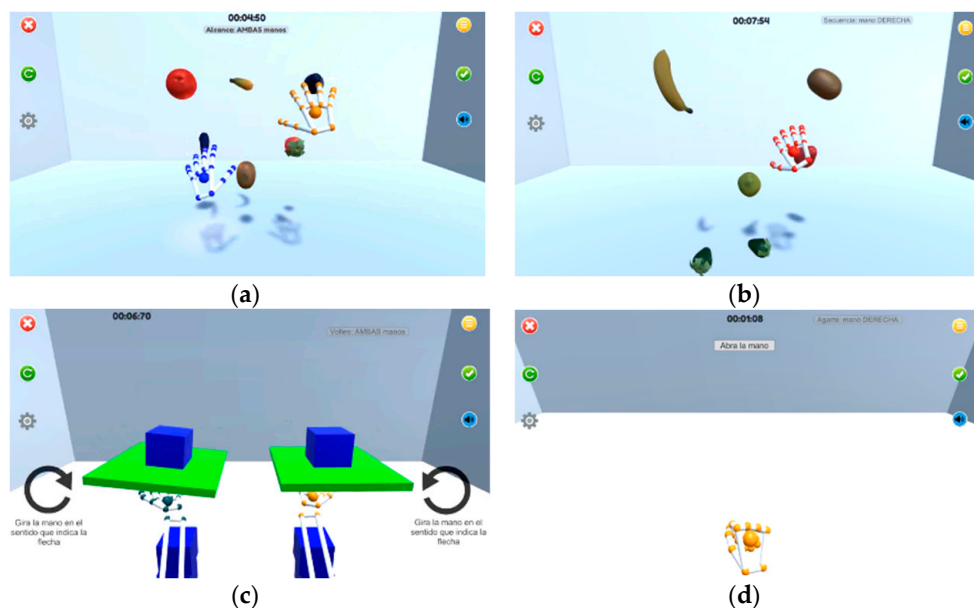 00:04:50
Alcance: AMBAS manos
00:07:54
Secuencia: mano DERECHA
(a)
(b)
00:06:70
Volteo: AMBAS manos
Gira la mano en el
sentido que indica la
flecha
Gira la mano en el
sentido que indica la
flecha
00:01:08
Agarre: mano DERECHA
Abra la mano
(c)
(d)